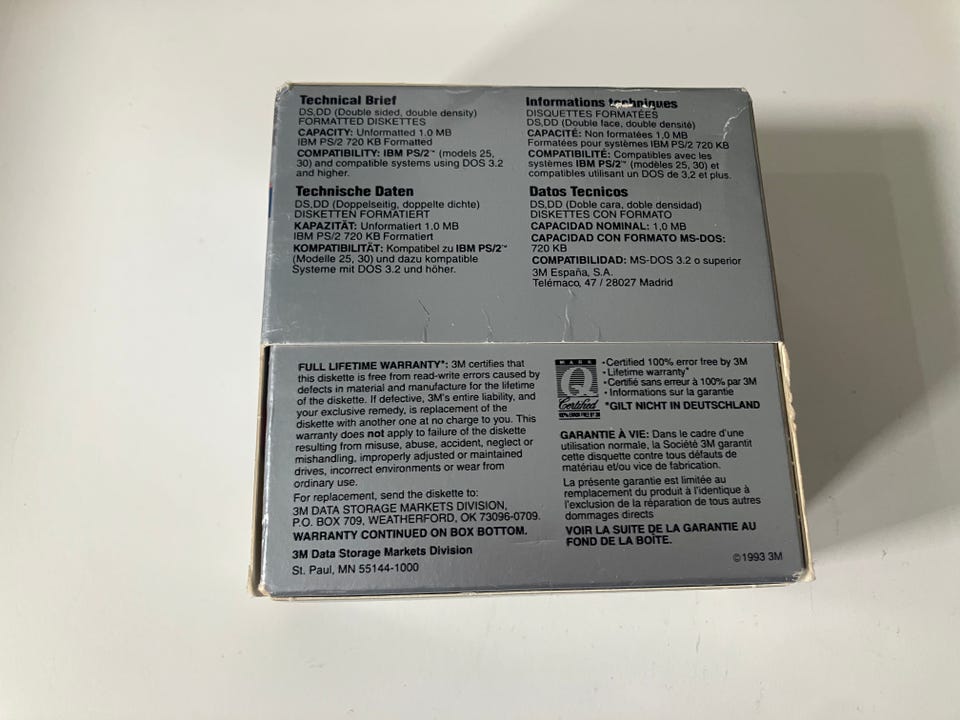 Technical Brief
DS,DD (Double sided, double density)
FORMATTED DISKETTES
CAPACITY: Unformatted 1.0 MB
IBM PS/2 720 KB Formatted
COMPATIBILITY: IBM PS/2™ (models 25,
30) and compatible systems using DOS 3.2
and higher.
Informations techniques
DISQUETTES FORMATÉES
DS,DD (Double face, double densité)
CAPACITÉ: Non formatées 1,0 MB
Formatées pour systèmes IBM PS/2 720 KB
COMPATIBILITÉ: Compatibles avec les
systèmes IBM PS/2™ (modèles 25, 30) et
compatibles utilisant un DOS de 3,2 et plus.
Technische Daten
DS,DD (Doppelseitig, doppelte dichte)
DISKETTEN FORMATIERT
KAPAZITÄT: Unformatiert 1.0 MB
IBM PS/2 720 KB Formatiert
KOMPATIBILITÄT: Kompatibel zu IBM PS/2™
(Modelle 25, 30) und dazu kompatible
Systeme mit DOS 3.2 und höher.
Datos Tecnicos
DS,DD (Doble cara, doble densidad)
DISKETTES CON FORMATO
CAPACIDAD NOMINAL: 1,0 MB
CAPACIDAD CON FORMATO MS-DOS:
720 KB
COMPATIBILIDAD: MS-DOS 3.2 o superior
3M España, S.A.
Telémaco, 47 / 28027 Madrid
FULL LIFETIME WARRANTY*: 3M certifies that
this diskette is free from read-write errors caused by
defects in material and manufacture for the lifetime
of the diskette. If defective, 3M's entire liability, and
your exclusive remedy, is replacement of the
diskette with another one at no charge to you. This
warranty does not apply to failure of the diskette
resulting from misuse, abuse, accident, neglect or
mishandling, improperly adjusted or maintained
drives, incorrect environments or wear from
ordinary use.
For replacement, send the diskette to:
3M DATA STORAGE MARKETS DIVISION,
P.O. BOX 709, WEATHERFORD, OK 73096-0709.
WARRANTY CONTINUED ON BOX BOTTOM.
3M Data Storage Markets Division
St. Paul, MN 55144-1000
MARK
Q
Certified
100% ERROR FREE BY 3M
•Certified 100% error free by 3M
•Lifetime warranty*
•Certifié sans erreur à 100% par 3M
•Informations sur la garantie
*GILT NICHT IN DEUTSCHLAND
GARANTIE À VIE: Dans le cadre d'une
utilisation normale, la Société 3M garantit
cette disquette contre tous défauts de
matériau et/ou vice de fabrication.
La présente garantie est limitée au
remplacement du produit à l'identique à
l'exclusion de la réparation de tous autres
dommages directs
VOIR LA SUITE DE LA GARANTIE AU
FOND DE LA BOÎTE.
©1993 3M